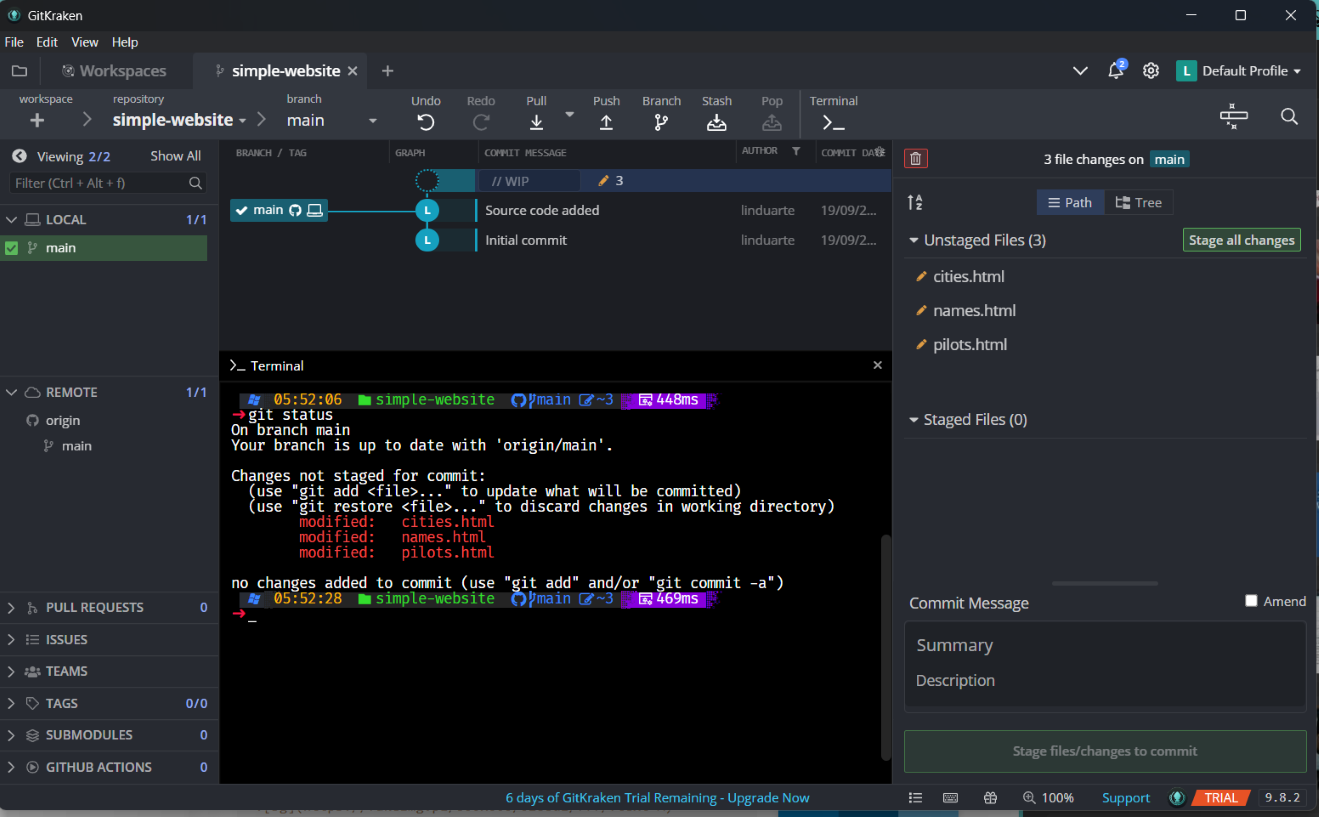 GitKraken
File Edit View Help
Workspaces
simple-website
2
L Default Profile
workspace
repository
simple-website
branch
main
Undo
Redo
Pull
Push
Branch
Stash
Pop
Terminal
Viewing 2/2 Show All
Filter (Ctrl + Alt + f)
LOCAL 1/1
main
REMOTE 1/1
origin
main
PULL REQUESTS 0
ISSUES
TEAMS
TAGS 0/0
SUBMODULES 0
GITHUB ACTIONS 0
BRANCH / TAG GRAPH COMMIT MESSAGE AUTHOR COMMIT DATE
// WIP 3
main L Source code added linduarte 19/09/2...
L Initial commit linduarte 19/09/2...
>_ Terminal
05:52:06 simple-website main ~3 448ms
git status
On branch main
Your branch is up to date with 'origin/main'.
Changes not staged for commit:
(use "git add <file>..." to update what will be committed)
(use "git restore <file>..." to discard changes in working directory)
modified: cities.html
modified: names.html
modified: pilots.html
no changes added to commit (use "git add" and/or "git commit -a")
05:52:28 simple-website main ~3 469ms
3 file changes on main
Path Tree
Unstaged Files (3) Stage all changes
cities.html
names.html
pilots.html
Staged Files (0)
Commit Message Amend
Summary
Description
Stage files/changes to commit
6 days of GitKraken Trial Remaining - Upgrade Now
100% Support TRIAL 9.8.2